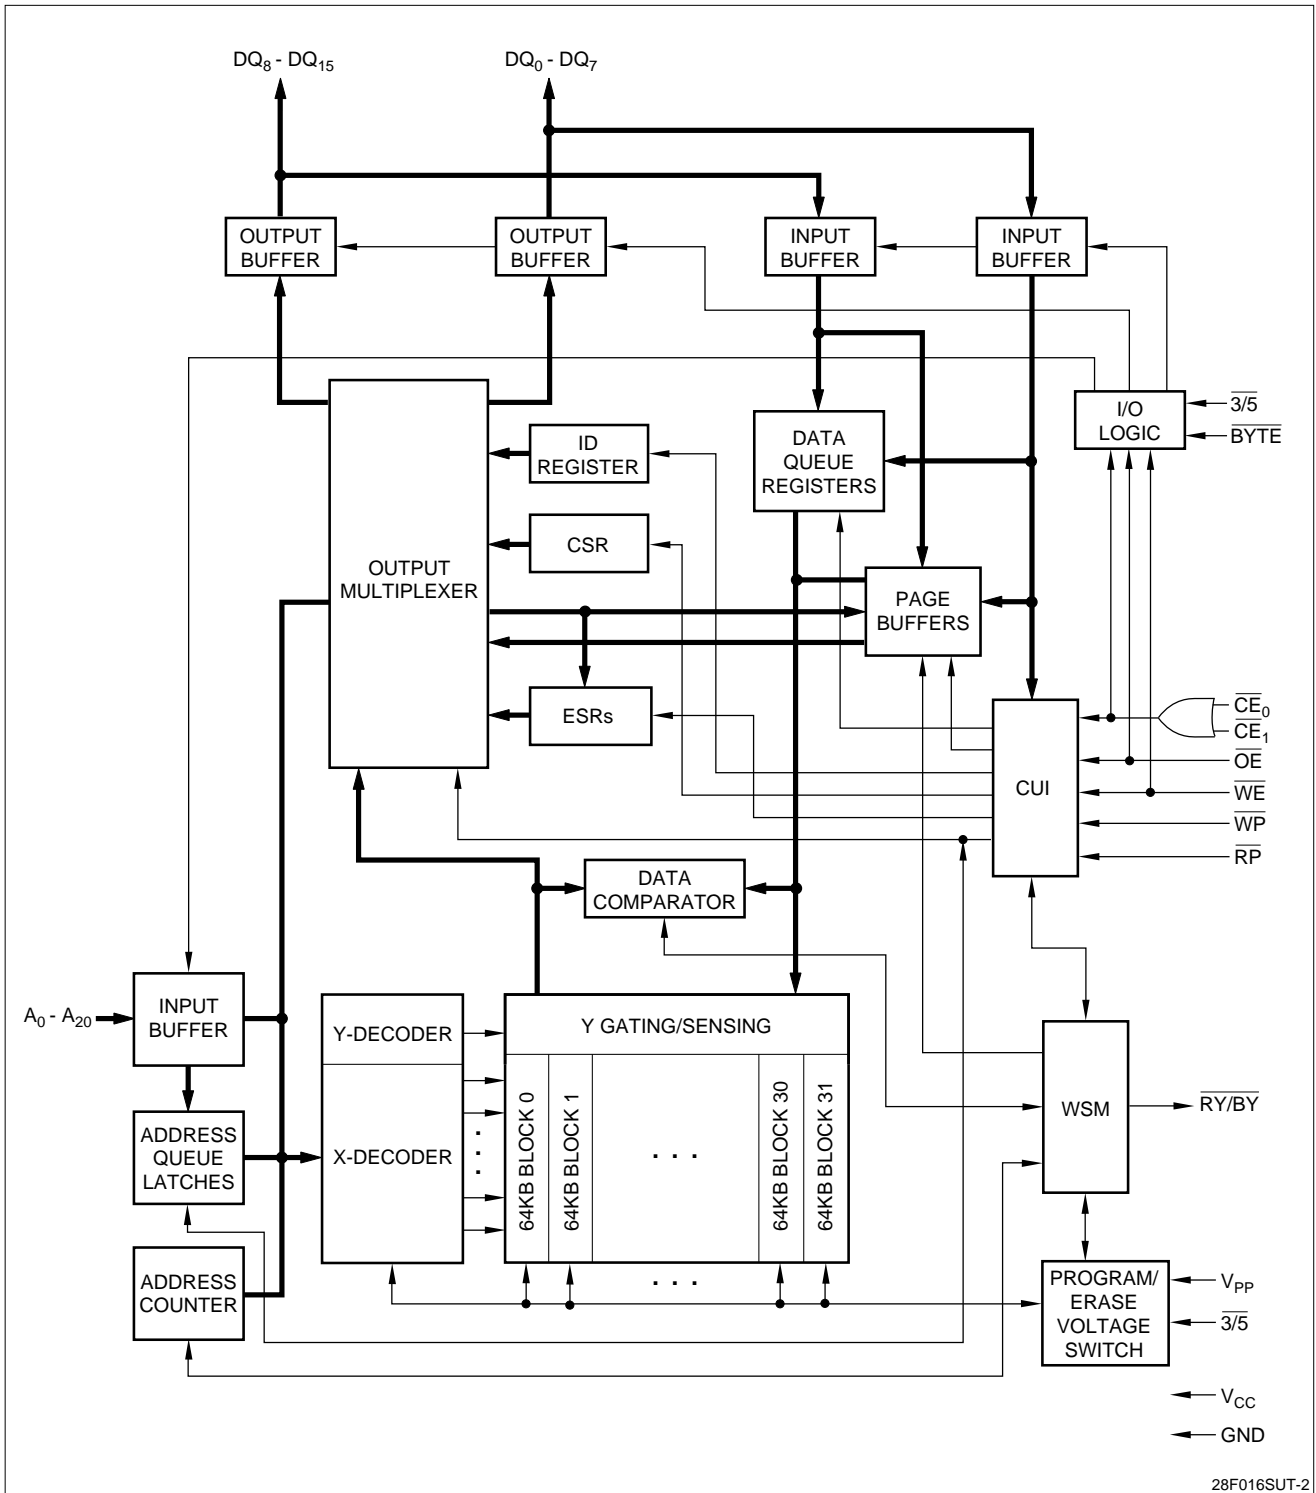 DQ8 - DQ15
DQ0 - DQ7
OUTPUT
BUFFER
OUTPUT
BUFFER
INPUT
BUFFER
INPUT
BUFFER
I/O
LOGIC
3/5
BYTE
ID
REGISTER
DATA
QUEUE
REGISTERS
CSR
OUTPUT
MULTIPLEXER
PAGE
BUFFERS
ESRs
CUI
CE0
CE1
OE
WE
WP
RP
DATA
COMPARATOR
A0 - A20
INPUT
BUFFER
Y-DECODER
Y GATING/SENSING
ADDRESS
QUEUE
LATCHES
X-DECODER
64KB BLOCK 0
64KB BLOCK 1
. . .
64KB BLOCK 30
64KB BLOCK 31
. . .
WSM
RY/BY
ADDRESS
COUNTER
. . .
PROGRAM/
ERASE
VOLTAGE
SWITCH
VPP
3/5
VCC
GND
28F016SUT-2